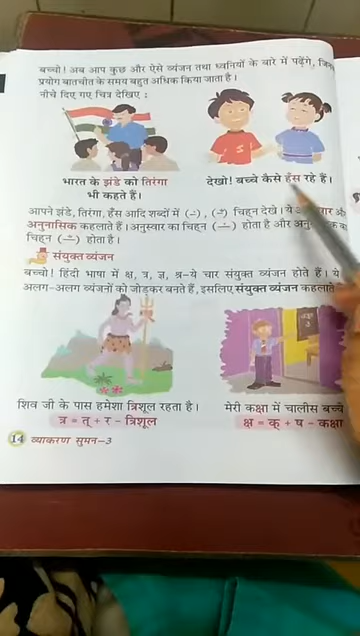 बच्चो! अब आप कुछ और ऐसे व्यंजन तथा ध्वनियों के बारे में पढ़ेंगे,
प्रयोग बातचीत के समय बहुत अधिक किया जाता है।
नीचे दिए गए चित्र देखिए :
भारत के झंडे को तिरंगा
भी कहते हैं।
देखो! बच्चे कैसे हँस रहे हैं।
आपने झंडे, तिरंगा, हँस आदि शब्दों में (ं), (ँ) चिह्न देखे। ये
अनुनासिक कहलाते हैं। अनुस्वार का चिह्न (ं) होता है और
चिह्न (ँ) होता है।
संयुक्त व्यंजन
बच्चो! हिंदी भाषा में क्ष, त्र, ज्ञ, श्र–ये चार संयुक्त व्यंजन होते हैं। ये
अलग-अलग व्यंजनों को जोड़कर बनते हैं, इसलिए संयुक्त व्यंजन कहलाते
शिव जी के पास हमेशा त्रिशूल रहता है।
त्र = त् + र – त्रिशूल
मेरी कक्षा में चालीस बच्चे
क्ष = क् + ष – कक्षा
14 व्याकरण सुमन–3